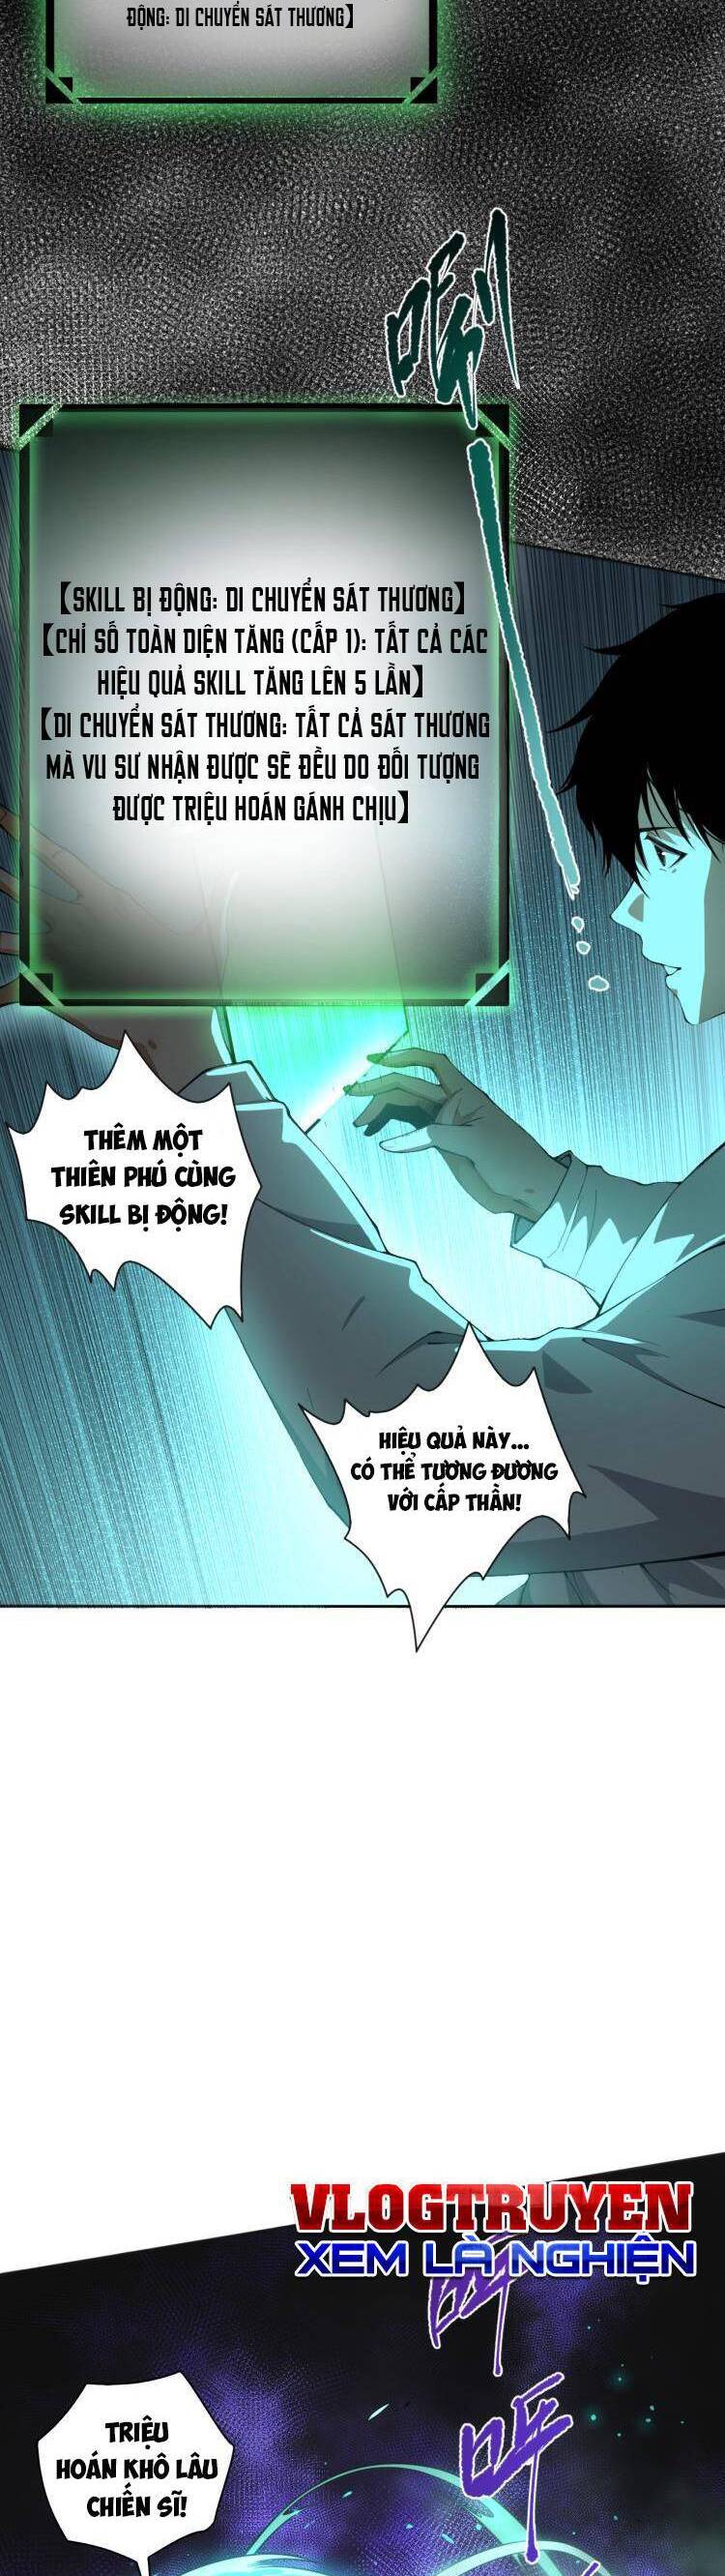 ĐỘNG: DI CHUYỂN SÁT THƯƠNG】
唰
【SKILL BỊ ĐỘNG: DI CHUYỂN SÁT THƯƠNG】
【CHỈ SỐ TOÀN DIỆN TĂNG (CẤP 1): TẤT CẢ CÁC
HIỆU QUẢ SKILL TĂNG LÊN 5 LẦN】
【DI CHUYỂN SÁT THƯƠNG: TẤT CẢ SÁT THƯƠNG
MÀ VU SƯ NHẬN ĐƯỢC SẼ ĐỀU DO ĐỐI TƯỢNG
ĐƯỢC TRIỆU HOÁN GÁNH CHỊU】
THÊM MỘT
THIÊN PHÚ CÙNG
SKILL BỊ ĐỘNG!
HIỆU QUẢ NÀY...
CÓ THỂ TƯƠNG ĐƯƠNG
VỚI CẤP THẦN!
VLOGTRUYEN
XEM LÀ NGHIỆN
TRIỆU
HOÁN KHÔ LÂU
CHIẾN SĨ!